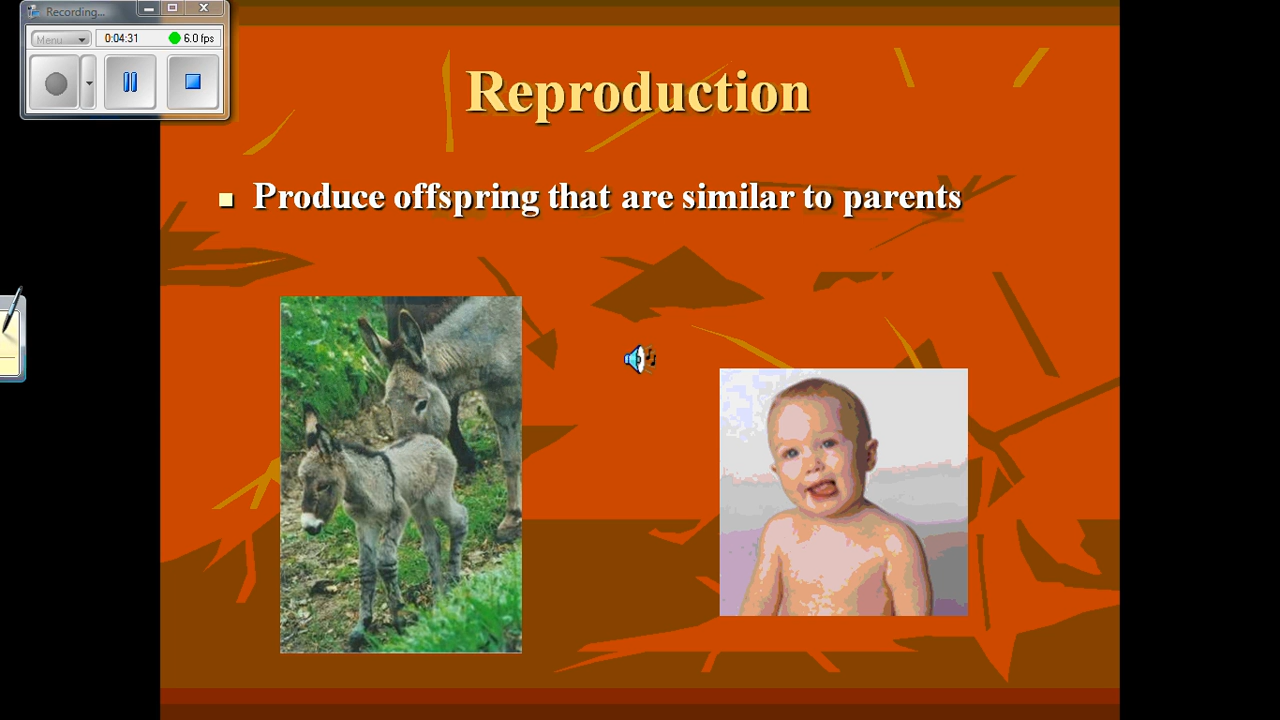 Recording...
Menu
0:04:31
6.0 fps
Reproduction
Produce offspring that are similar to parents